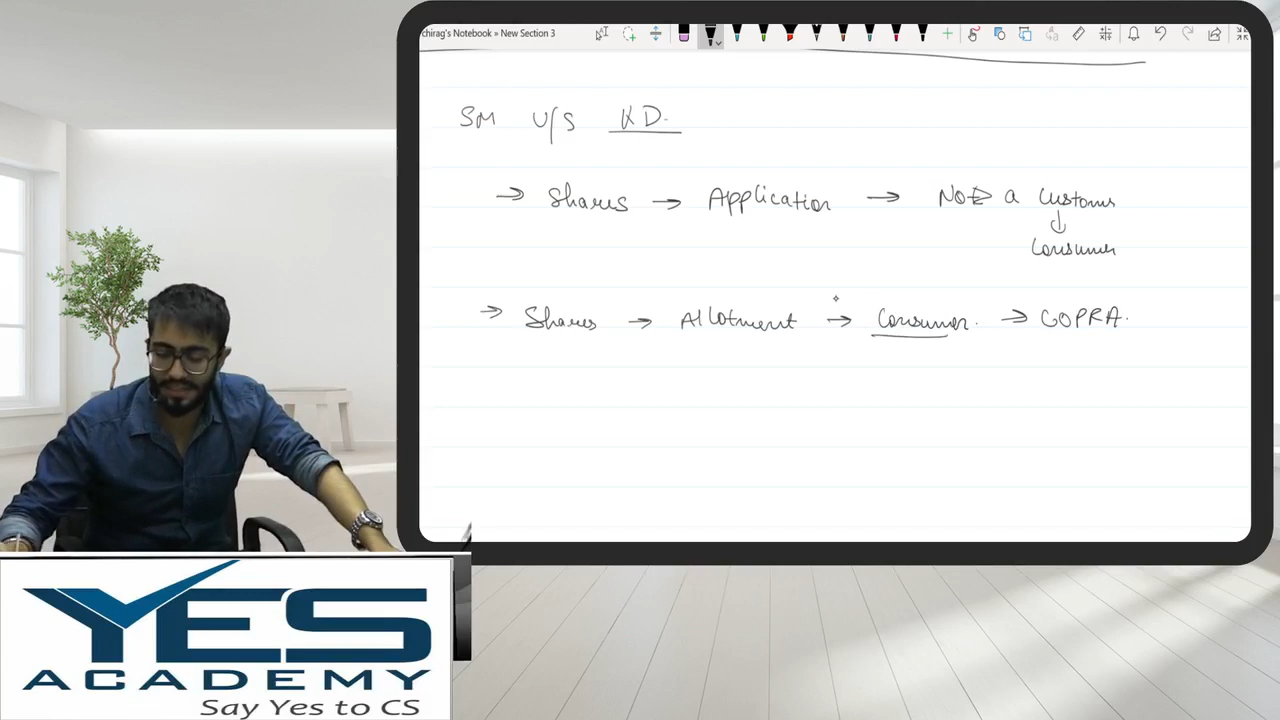 chirag's Notebook » New Section 3
SM V/S KD.
→ Shares → Application → Not a Customer
↓
Consumer
→ Shares → Allotment → Consumer. → COPRA.
YES
ACADEMY
Say Yes to CS